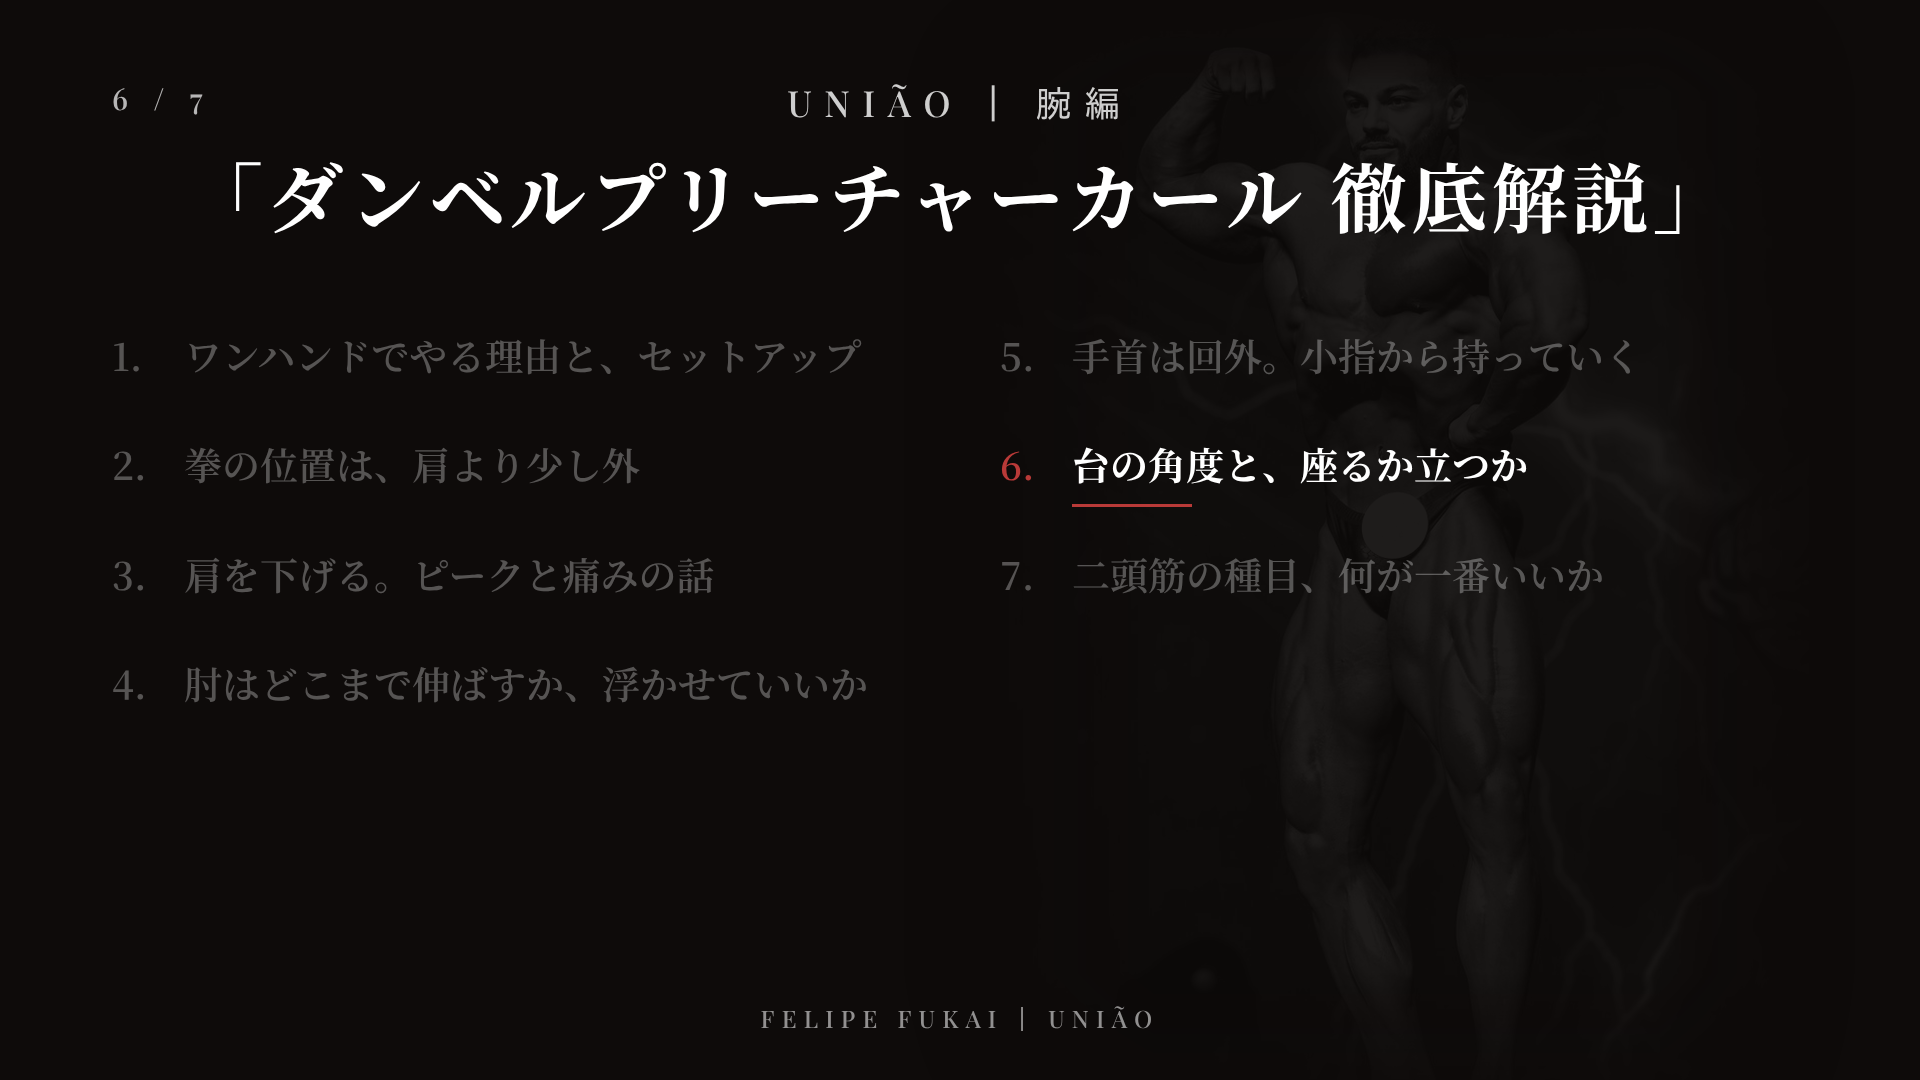 6 / 7
UNIÃO | 腕編
「ダンベルプリーチャーカール 徹底解説」
1. ワンハンドでやる理由と、セットアップ
2. 拳の位置は、肩より少し外
3. 肩を下げる。ピークと痛みの話
4. 肘はどこまで伸ばすか、浮かせていいか
5. 手首は回外。小指から持っていく
6. 台の角度と、座るか立つか
7. 二頭筋の種目、何が一番いいか
FELIPE FUKAI | UNIÃO